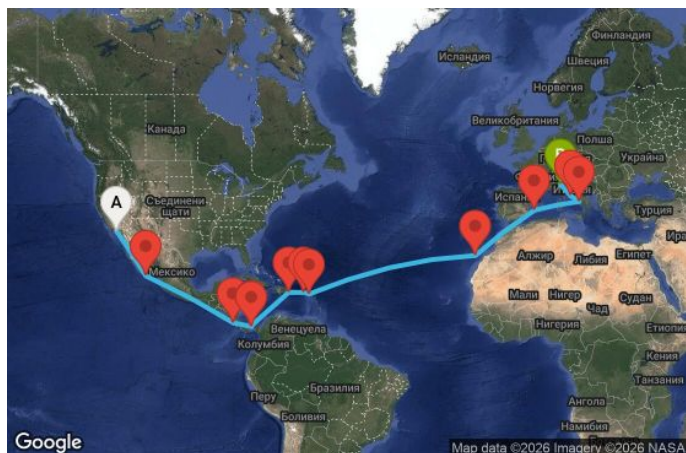 Финландия
Исландия
Швеция
Норвегия
Канада
Великобритания
Полша
Украйна
A
Съединени
щати
Турция
Мексико
Алжир
Либия
Египет
Мали
Нигер
Судан
Чад
Венецуела
Нигерия
Етиопия
Колумбия
Кения
Танзания
Перу
Бразилия
Ангола
Боливия
Намибия
Google
Map data ©2026 Imagery ©2026 NASA